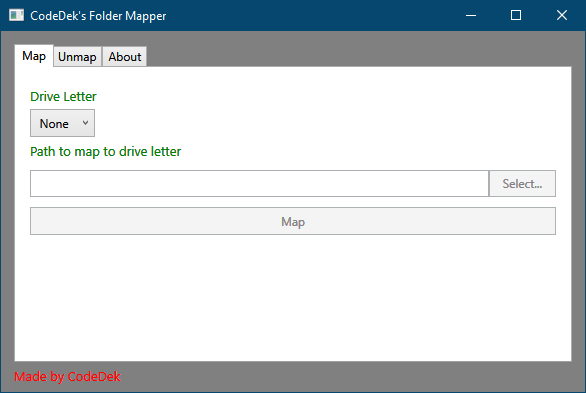 CodeDek's Folder Mapper
Map Unmap About
Drive Letter
None
Path to map to drive letter
Select...
Map
Made by CodeDek